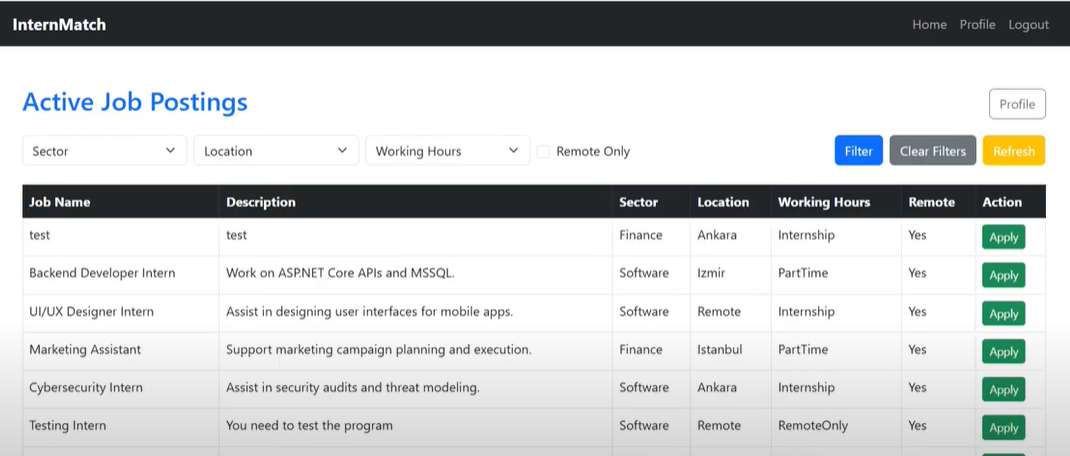 InternMatch Home Profile Logout
Active Job Postings Profile
Sector Location Working Hours Remote Only Filter Clear Filters Refresh
Job Name Description Sector Location Working Hours Remote Action
test test Finance Ankara Internship Yes Apply
Backend Developer Intern Work on ASP.NET Core APIs and MSSQL. Software Izmir PartTime Yes Apply
UI/UX Designer Intern Assist in designing user interfaces for mobile apps. Software Remote Internship Yes Apply
Marketing Assistant Support marketing campaign planning and execution. Finance Istanbul PartTime Yes Apply
Cybersecurity Intern Assist in security audits and threat modeling. Software Ankara Internship Yes Apply
Testing Intern You need to test the program Software Remote RemoteOnly Yes Apply